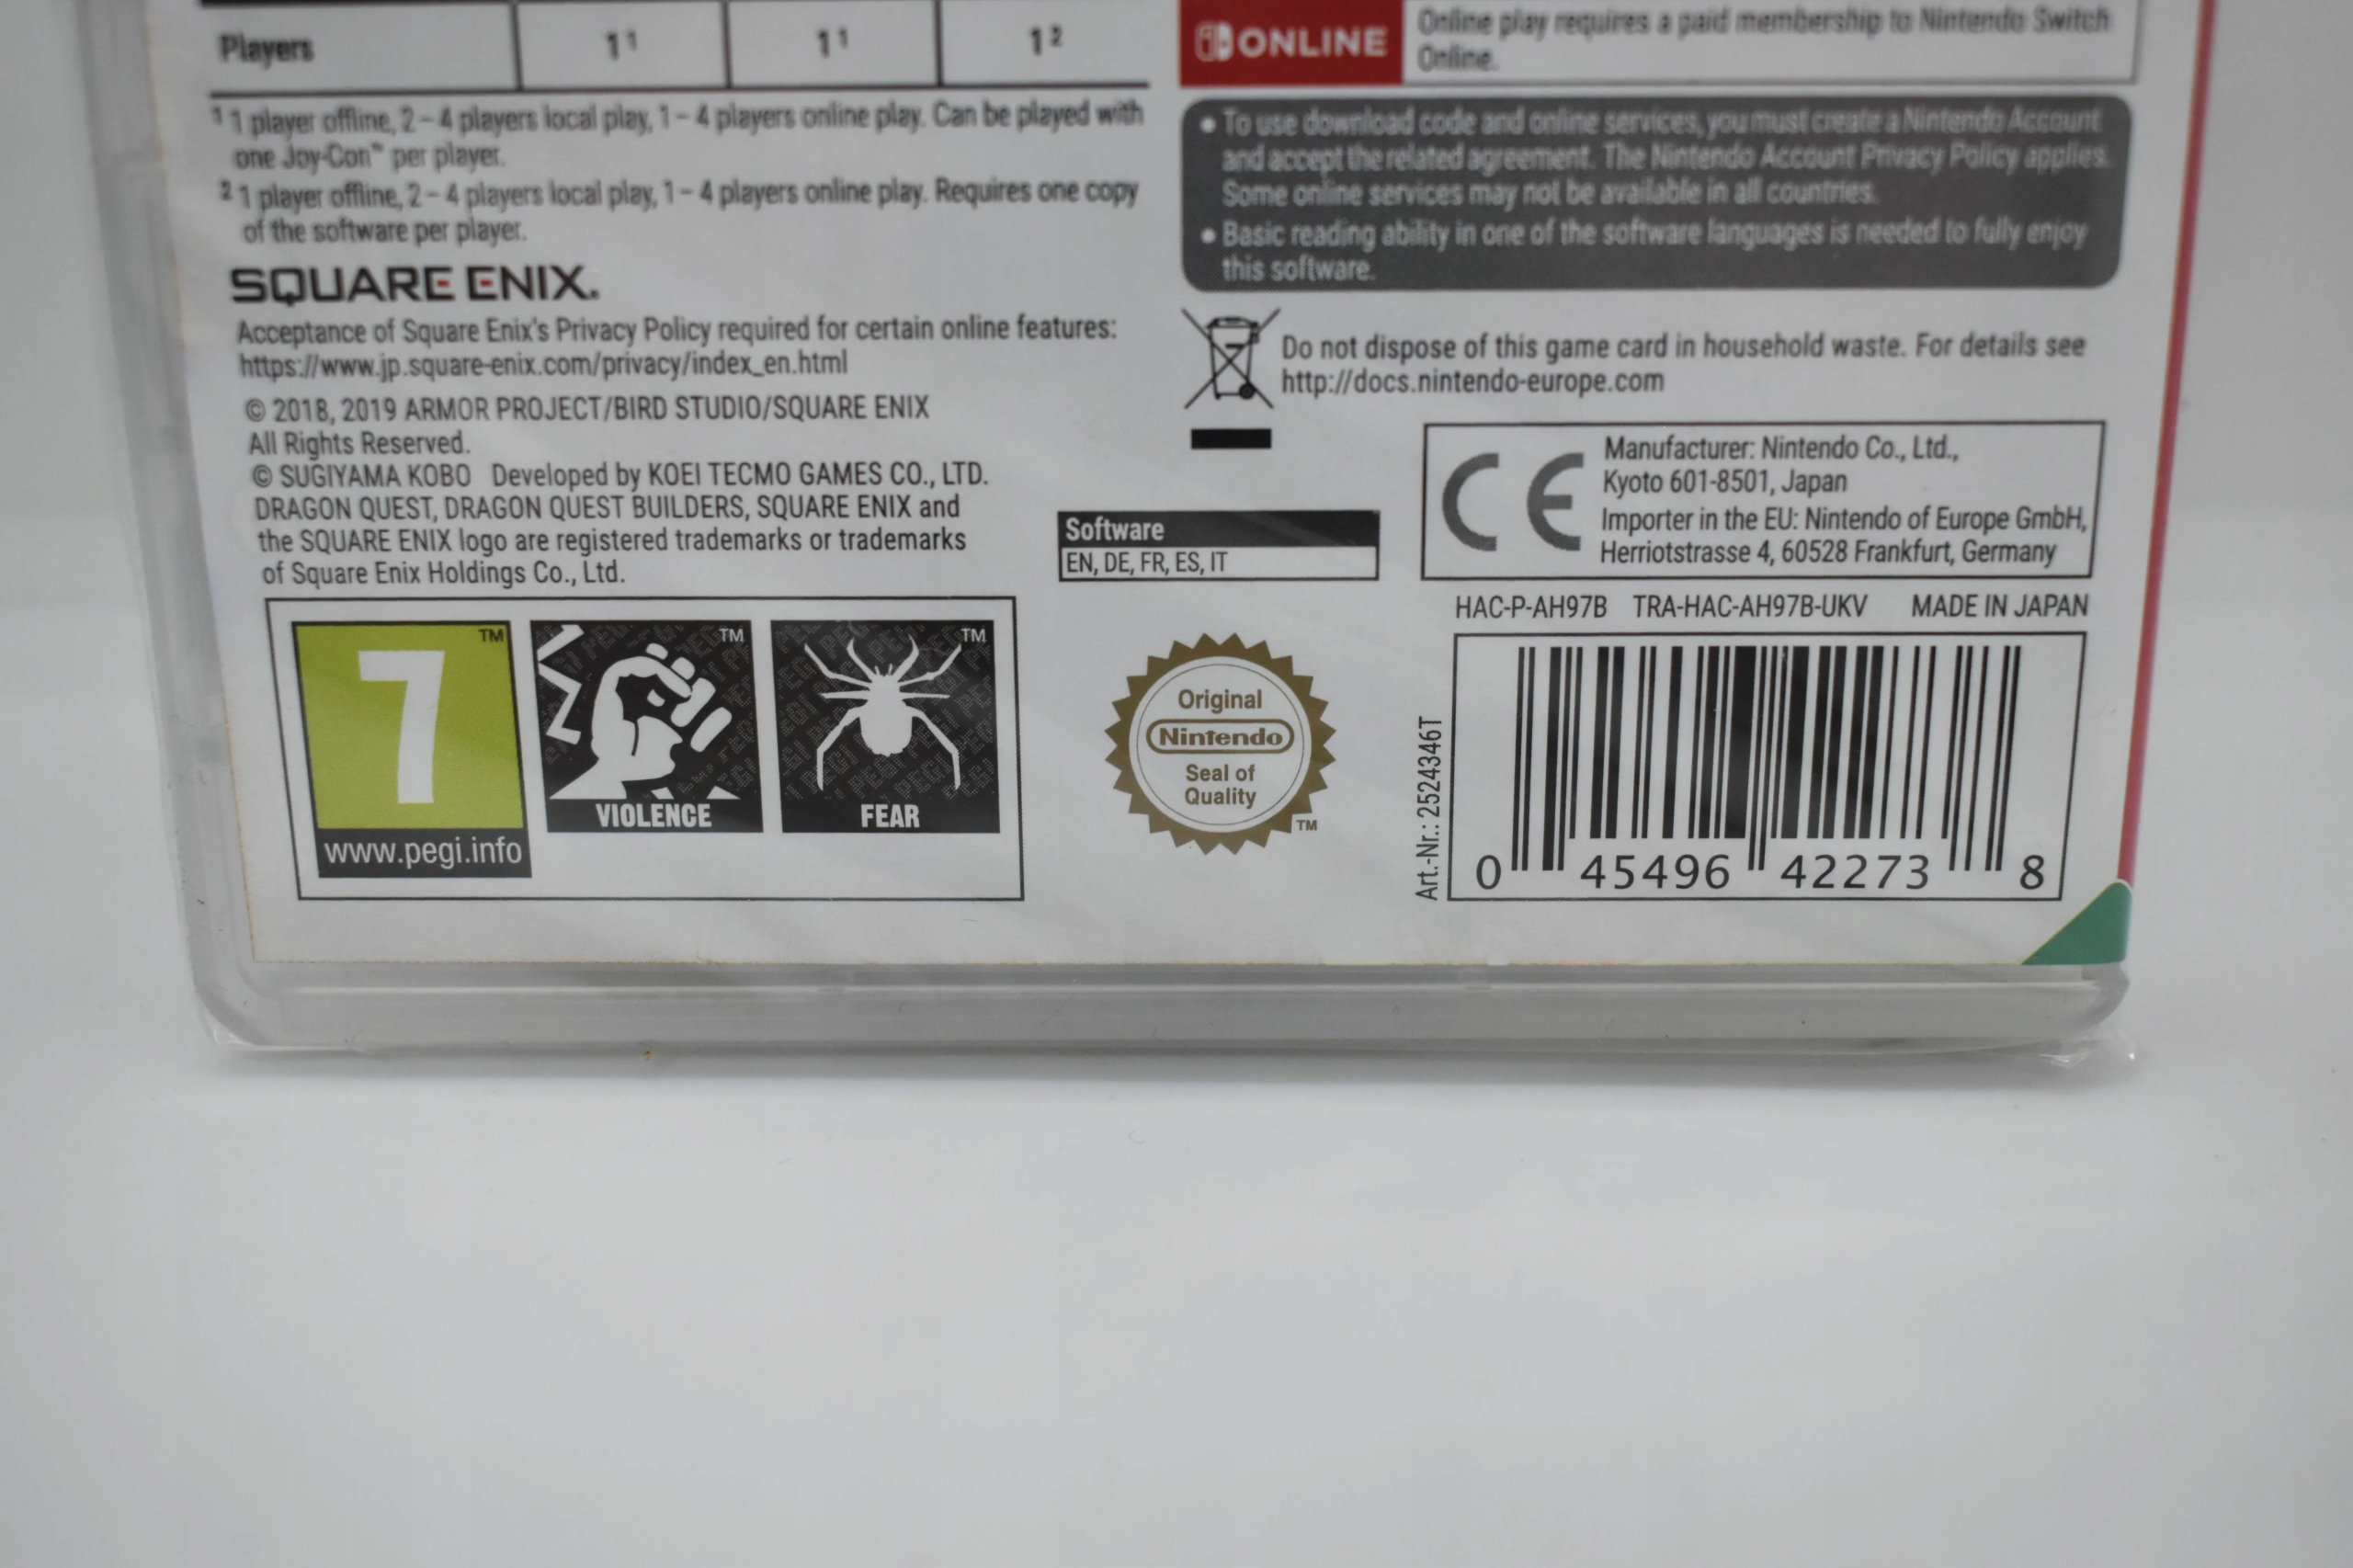 Players 1¹ 1¹ 1²
¹ 1 player offline, 2 – 4 players local play, 1 – 4 players online play. Can be played with
one Joy-Con™ per player.
² 1 player offline, 2 – 4 players local play, 1 – 4 players online play. Requires one copy
of the software per player.
SQUARE ENIX.
Acceptance of Square Enix's Privacy Policy required for certain online features:
https://www.jp.square-enix.com/privacy/index_en.html
© 2018, 2019 ARMOR PROJECT/BIRD STUDIO/SQUARE ENIX
All Rights Reserved.
© SUGIYAMA KOBO Developed by KOEI TECMO GAMES CO., LTD.
DRAGON QUEST, DRAGON QUEST BUILDERS, SQUARE ENIX and
the SQUARE ENIX logo are registered trademarks or trademarks
of Square Enix Holdings Co., Ltd.
7 ™
www.pegi.info
™
VIOLENCE
™
FEAR
ONLINE
Online play requires a paid membership to Nintendo Switch
Online.
• To use download code and online services, you must create a Nintendo Account
and accept the related agreement. The Nintendo Account Privacy Policy applies.
Some online services may not be available in all countries.
• Basic reading ability in one of the software languages is needed to fully enjoy
this software.
Do not dispose of this game card in household waste. For details see
http://docs.nintendo-europe.com
Software
EN, DE, FR, ES, IT
CE
Manufacturer: Nintendo Co., Ltd.,
Kyoto 601-8501, Japan
Importer in the EU: Nintendo of Europe GmbH,
Herriotstrasse 4, 60528 Frankfurt, Germany
HAC-P-AH97B TRA-HAC-AH97B-UKV MADE IN JAPAN
Original
Nintendo
Seal of
Quality
™
Art.-Nr.: 2524346T
0 45496 42273 8